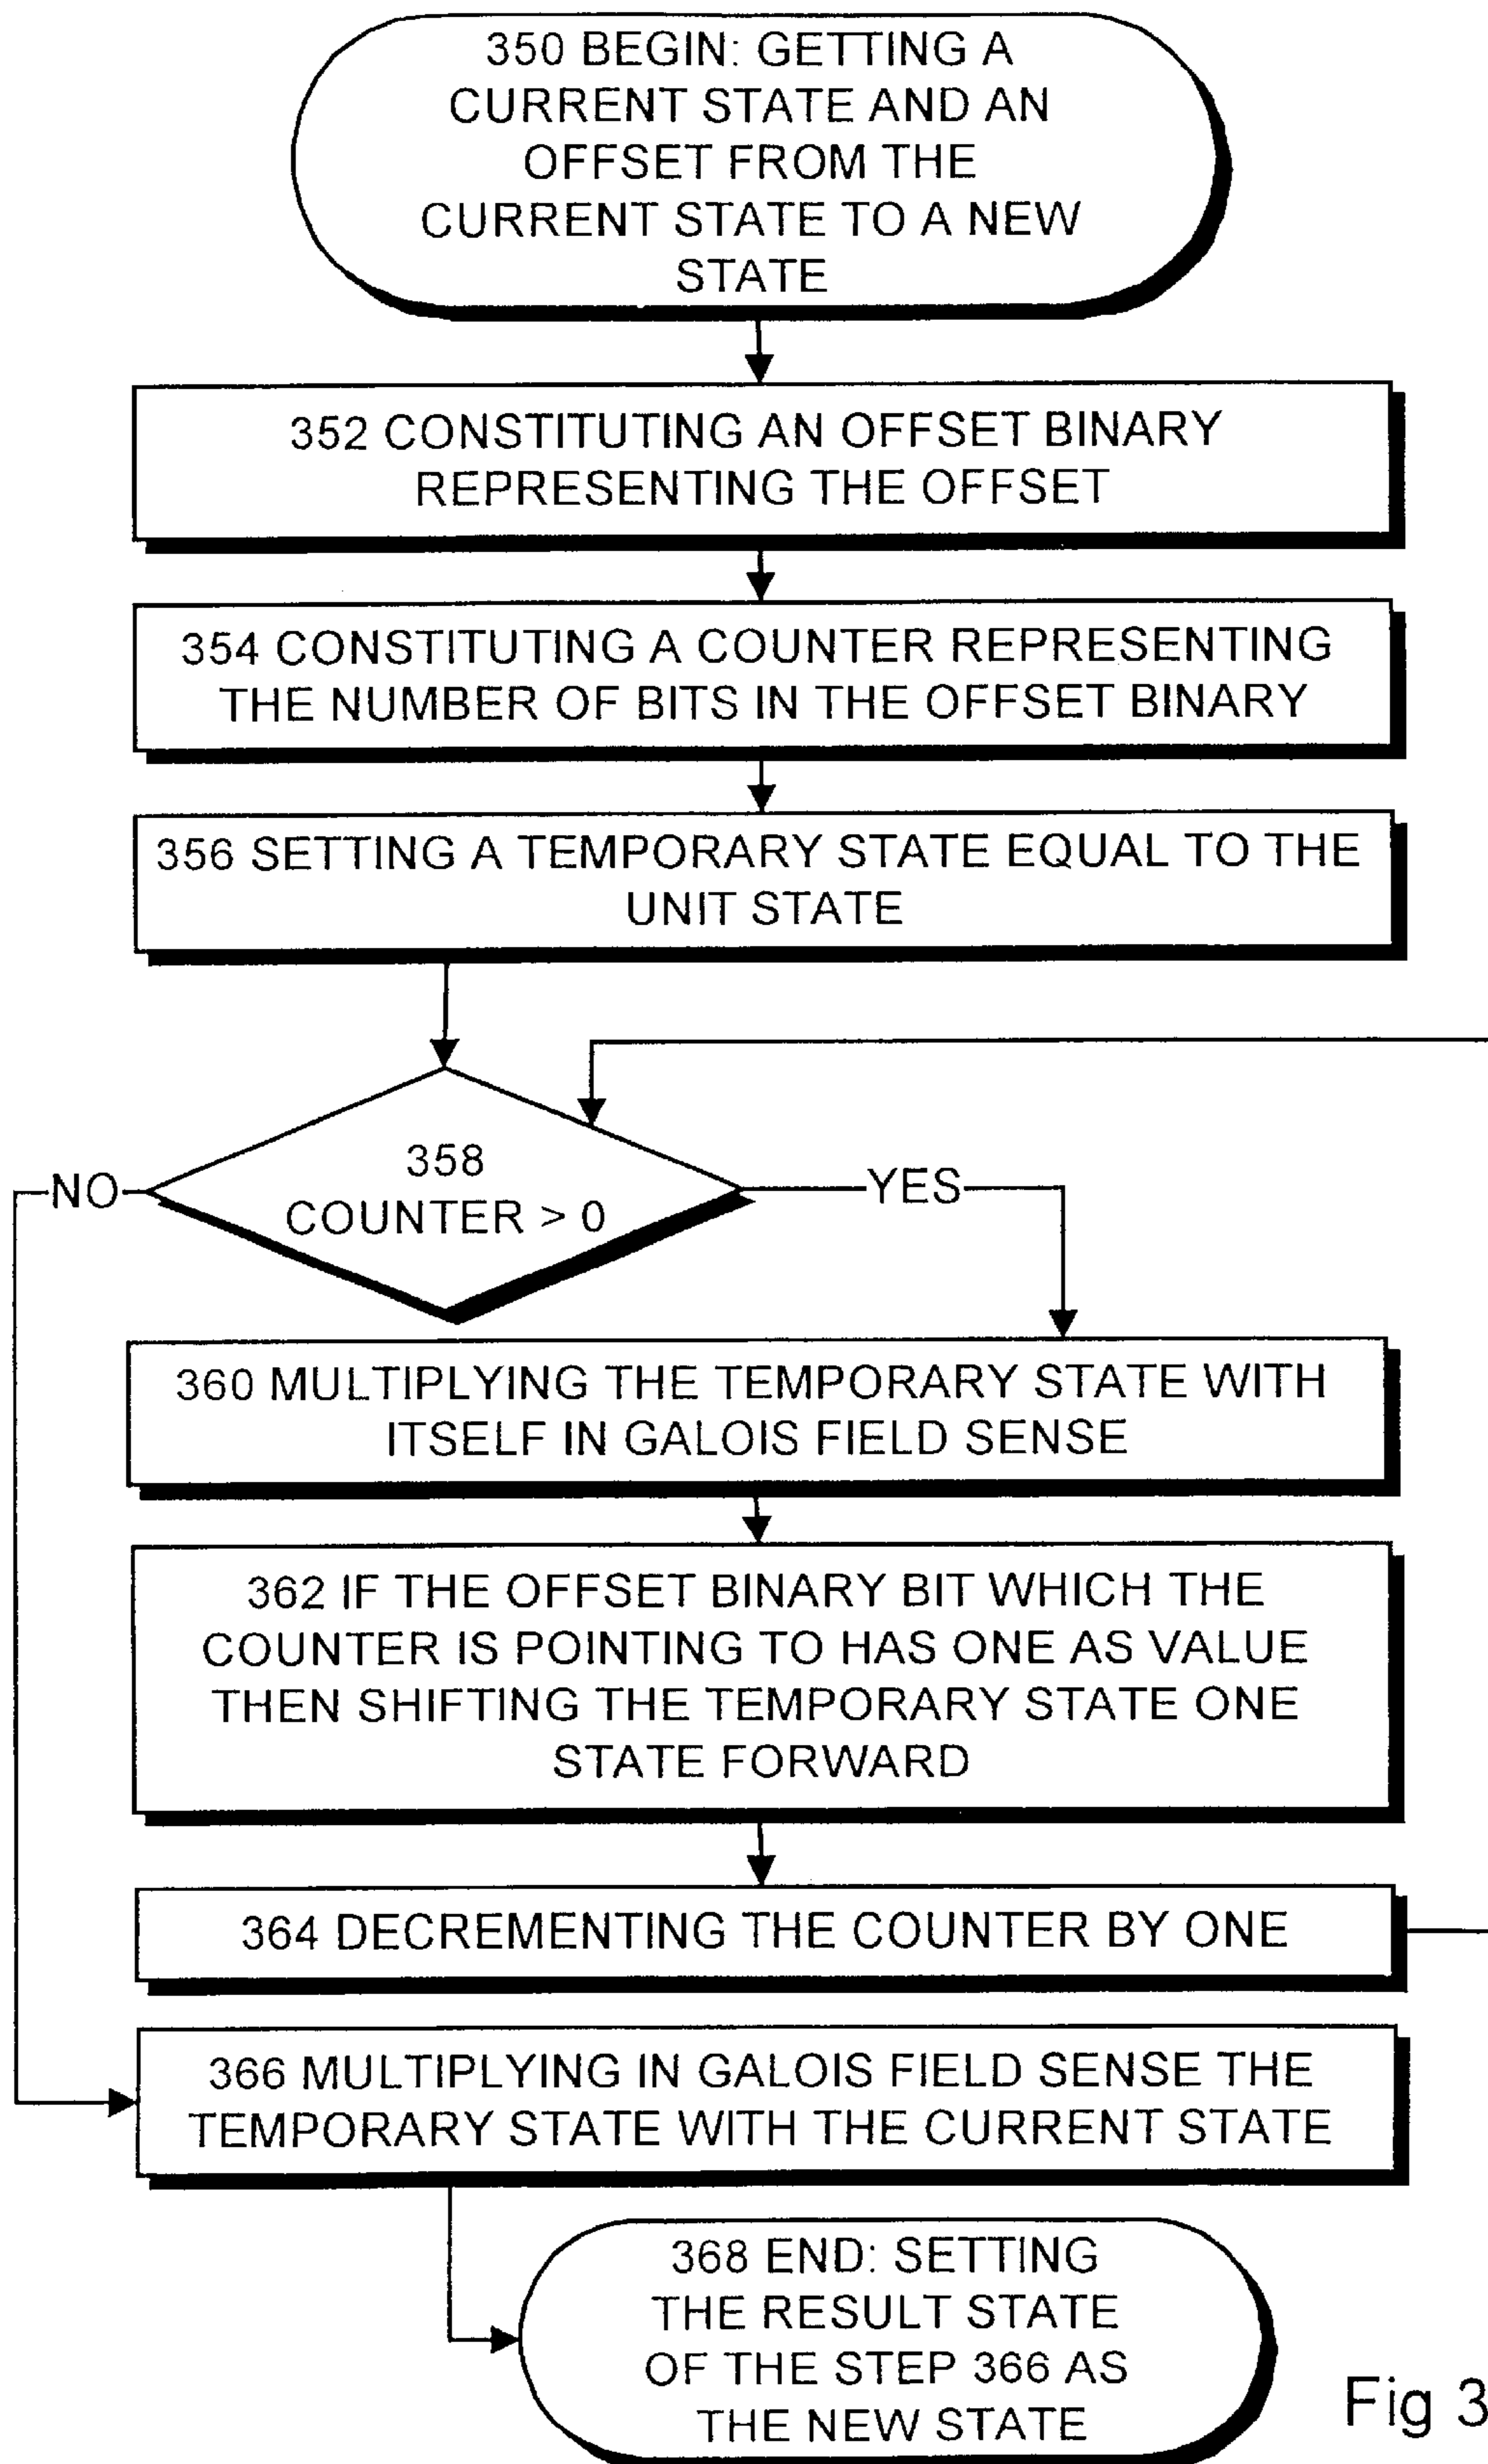 350 BEGIN: GETTING A
CURRENT STATE AND AN
OFFSET FROM THE
CURRENT STATE TO A NEW
STATE
352 CONSTITUTING AN OFFSET BINARY
REPRESENTING THE OFFSET
354 CONSTITUTING A COUNTER REPRESENTING
THE NUMBER OF BITS IN THE OFFSET BINARY
356 SETTING A TEMPORARY STATE EQUAL TO THE
UNIT STATE
358
COUNTER > 0
NO
YES
360 MULTIPLYING THE TEMPORARY STATE WITH
ITSELF IN GALOIS FIELD SENSE
362 IF THE OFFSET BINARY BIT WHICH THE
COUNTER IS POINTING TO HAS ONE AS VALUE
THEN SHIFTING THE TEMPORARY STATE ONE
STATE FORWARD
364 DECREMENTING THE COUNTER BY ONE
366 MULTIPLYING IN GALOIS FIELD SENSE THE
TEMPORARY STATE WITH THE CURRENT STATE
368 END: SETTING
THE RESULT STATE
OF THE STEP 366 AS
THE NEW STATE
Fig 3